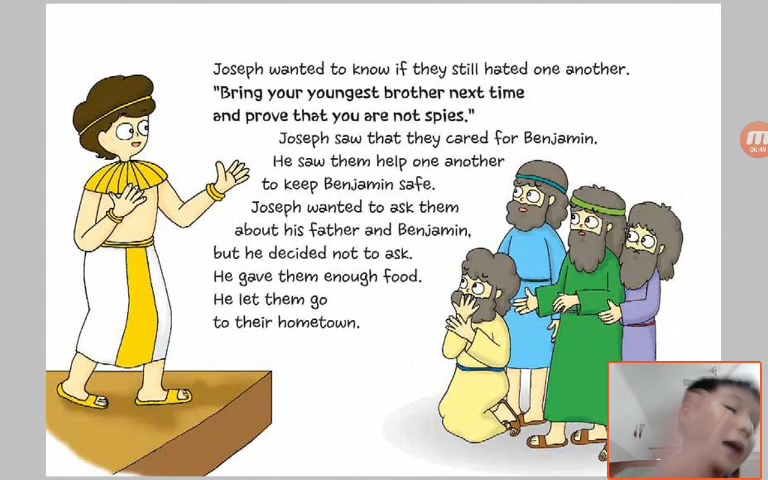 Joseph wanted to know if they still hated one another.
"Bring your youngest brother next time
and prove that you are not spies."
Joseph saw that they cared for Benjamin.
He saw them help one another
to keep Benjamin safe.
Joseph wanted to ask them
about his father and Benjamin,
but he decided not to ask.
He gave them enough food.
He let them go
to their hometown.
06:49